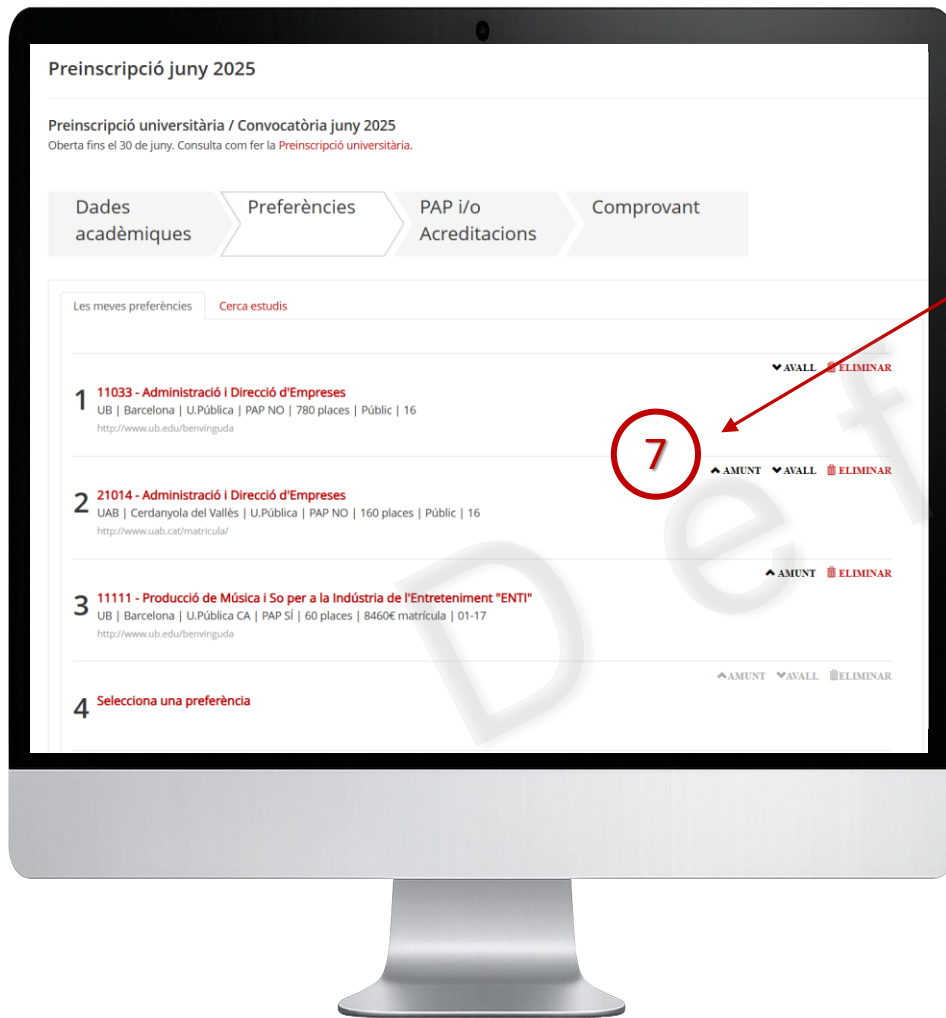 Preinscripció juny 2025
Preinscripció universitària / Convocatòria juny 2025
Oberta fins el 30 de juny. Consulta com fer la Preinscripció universitària.
Dades acadèmiques
Preferències
PAP i/o Acreditacions
Comprovant
Les meves preferències Cerca estudis
AVALL ELIMINAR
1 11033 - Administració i Direcció d'Empreses
UB | Barcelona | U.Pública | PAP NO | 780 places | Públic | 16
http://www.ub.edu/benvinguda
7
AMUNT AVALL ELIMINAR
2 21014 - Administració i Direcció d'Empreses
UAB | Cerdanyola del Vallès | U.Pública | PAP NO | 160 places | Públic | 16
http://www.uab.cat/matricula/
AMUNT ELIMINAR
3 11111 - Producció de Música i So per a la Indústria de l'Entreteniment "ENTI"
UB | Barcelona | U.Pública CA | PAP SÍ | 60 places | 8460€ matrícula | 01-17
http://www.ub.edu/benvinguda
AMUNT AVALL ELIMINAR
4 Selecciona una preferència
D e f